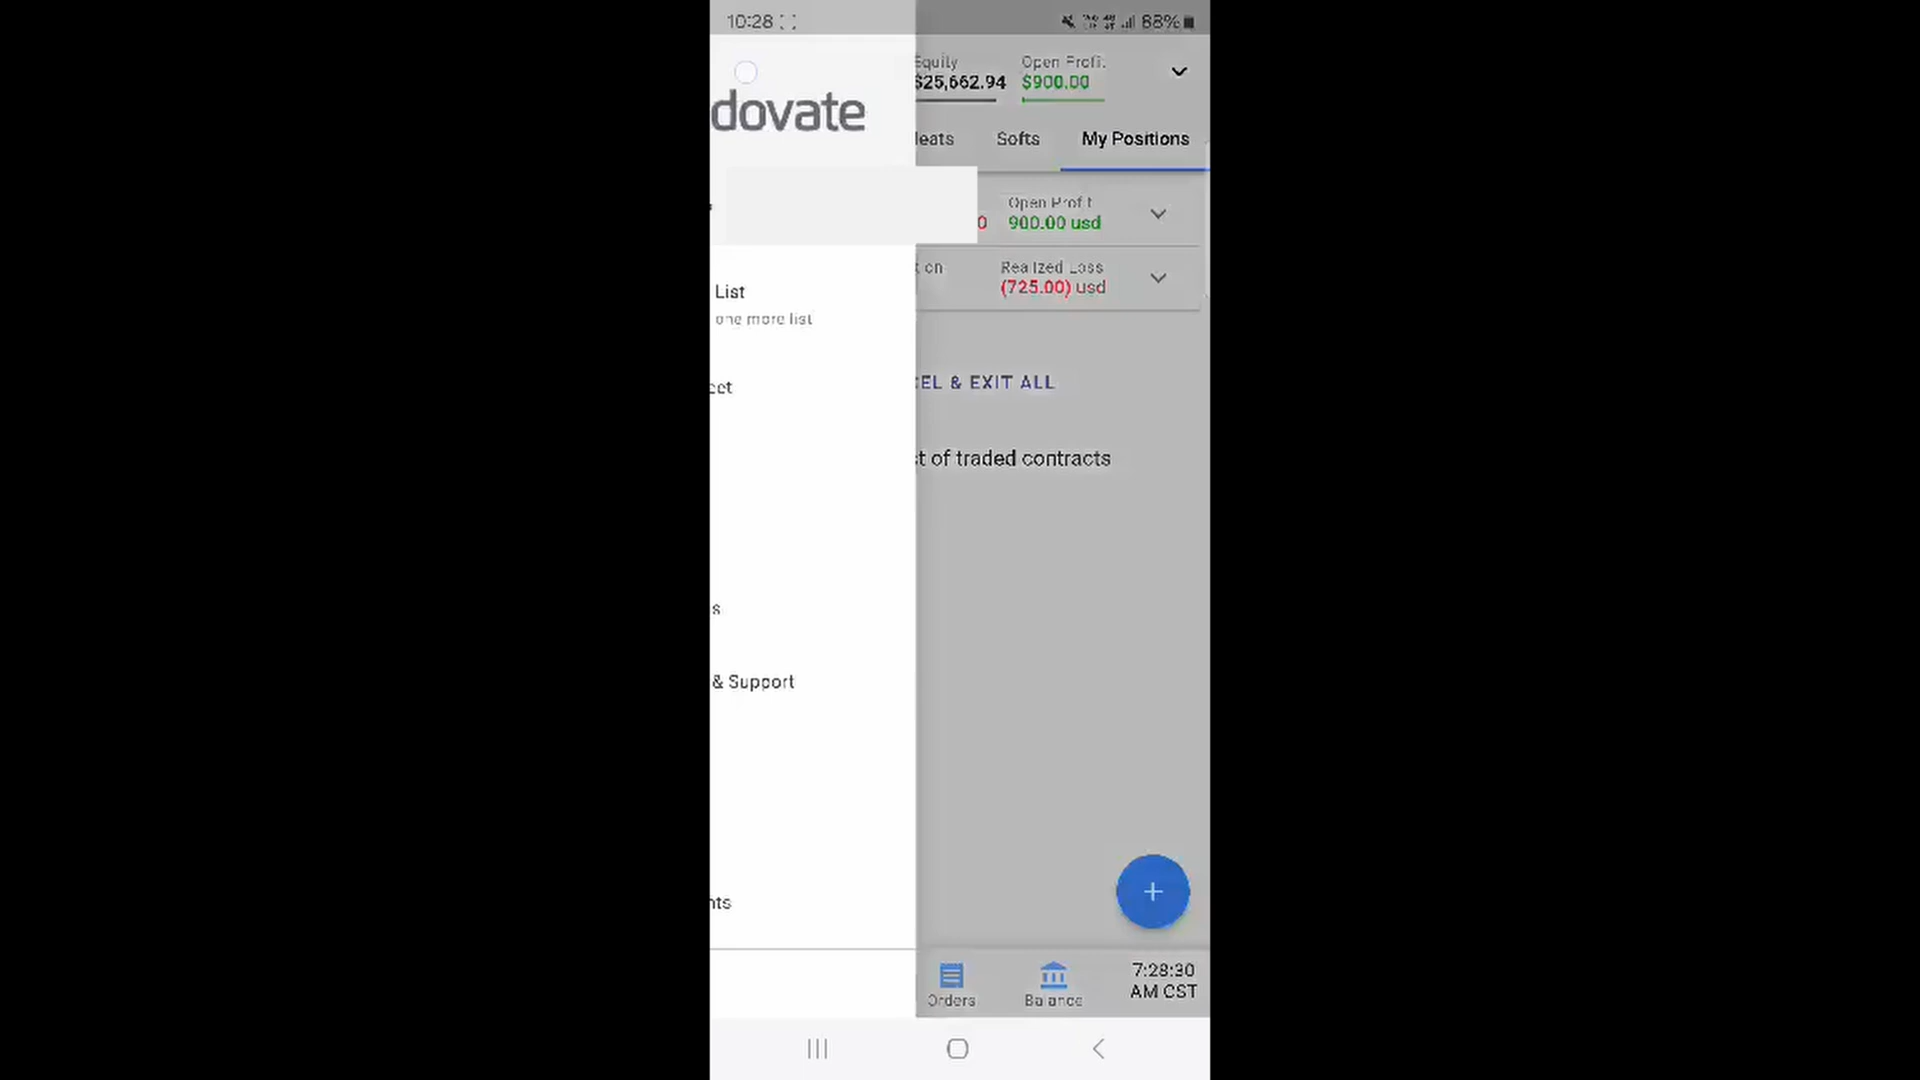 10:28
88%
dovate
Equity
$25,662.94
Open Profit
$900.00
Softs
My Positions
Open Profit
900.00 usd
Realized Loss
(725.00) usd
List
one more list
& EXIT ALL
of traded contracts
& Support
Orders
Balance
7:28:30
AM CST